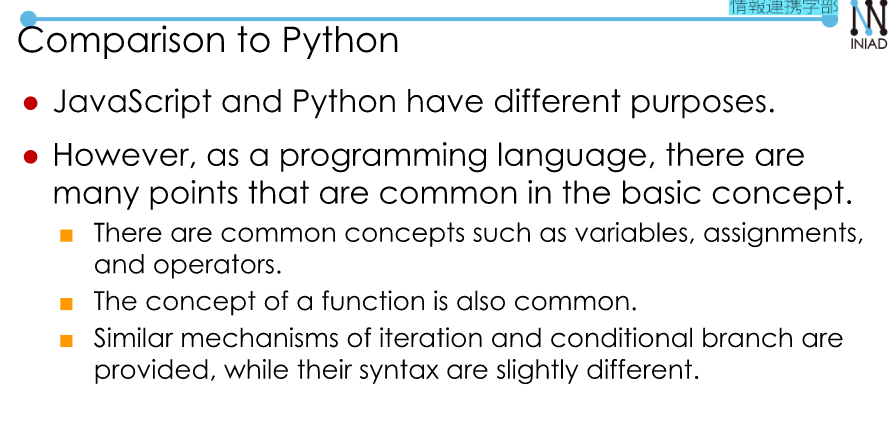 情報連携学部
INIAD
Comparison to Python
JavaScript and Python have different purposes.
However, as a programming language, there are
many points that are common in the basic concept.
There are common concepts such as variables, assignments,
and operators.
The concept of a function is also common.
Similar mechanisms of iteration and conditional branch are
provided, while their syntax are slightly different.